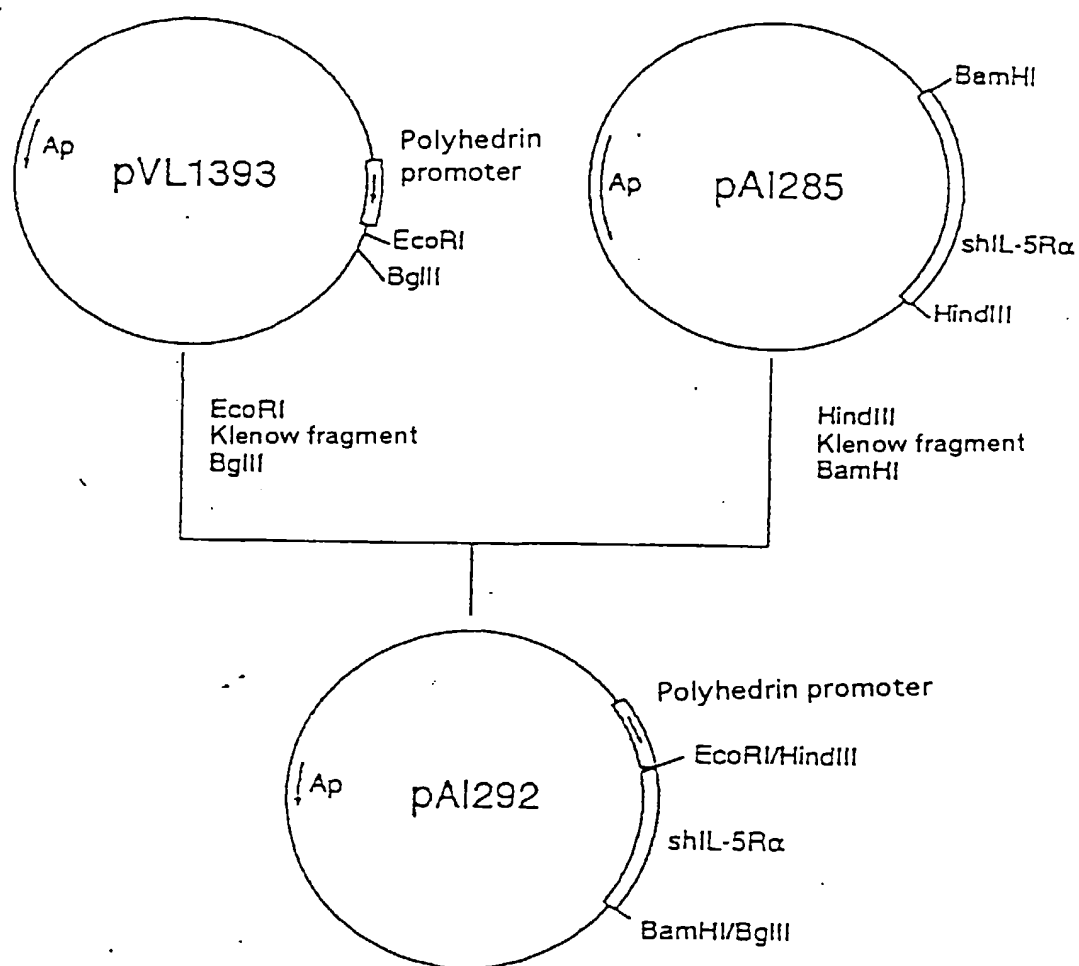 Ap
pVL1393
Polyhedrin
promoter
EcoRI
BglII
BamHI
Ap
pAI285
shIL-5Rα
HindIII
EcoRI
Klenow fragment
BglII
HindIII
Klenow fragment
BamHI
Polyhedrin promoter
EcoRI/HindIII
Ap
pAI292
shIL-5Rα
BamHI/BglII